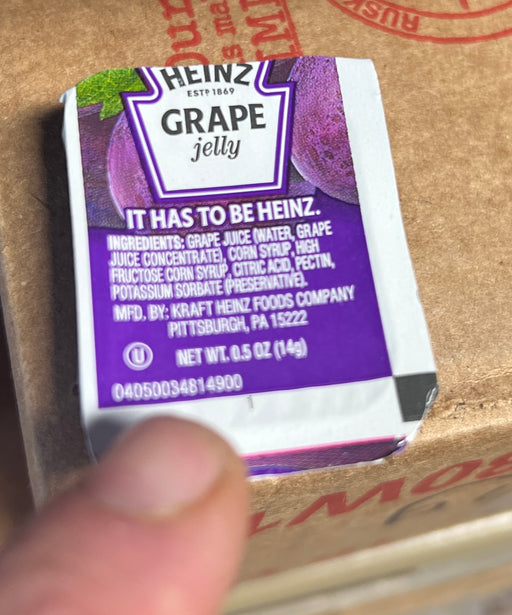 HEINZ
ESTD 1869
GRAPE
jelly
IT HAS TO BE HEINZ.
INGREDIENTS: GRAPE JUICE (WATER, GRAPE
JUICE CONCENTRATE), CORN SYRUP, HIGH
FRUCTOSE CORN SYRUP, CITRIC ACID, PECTIN,
POTASSIUM SORBATE (PRESERVATIVE).
MFD. BY: KRAFT HEINZ FOODS COMPANY
PITTSBURGH, PA 15222
U
NET WT. 0.5 OZ (14g)
04050034814900
RUSK